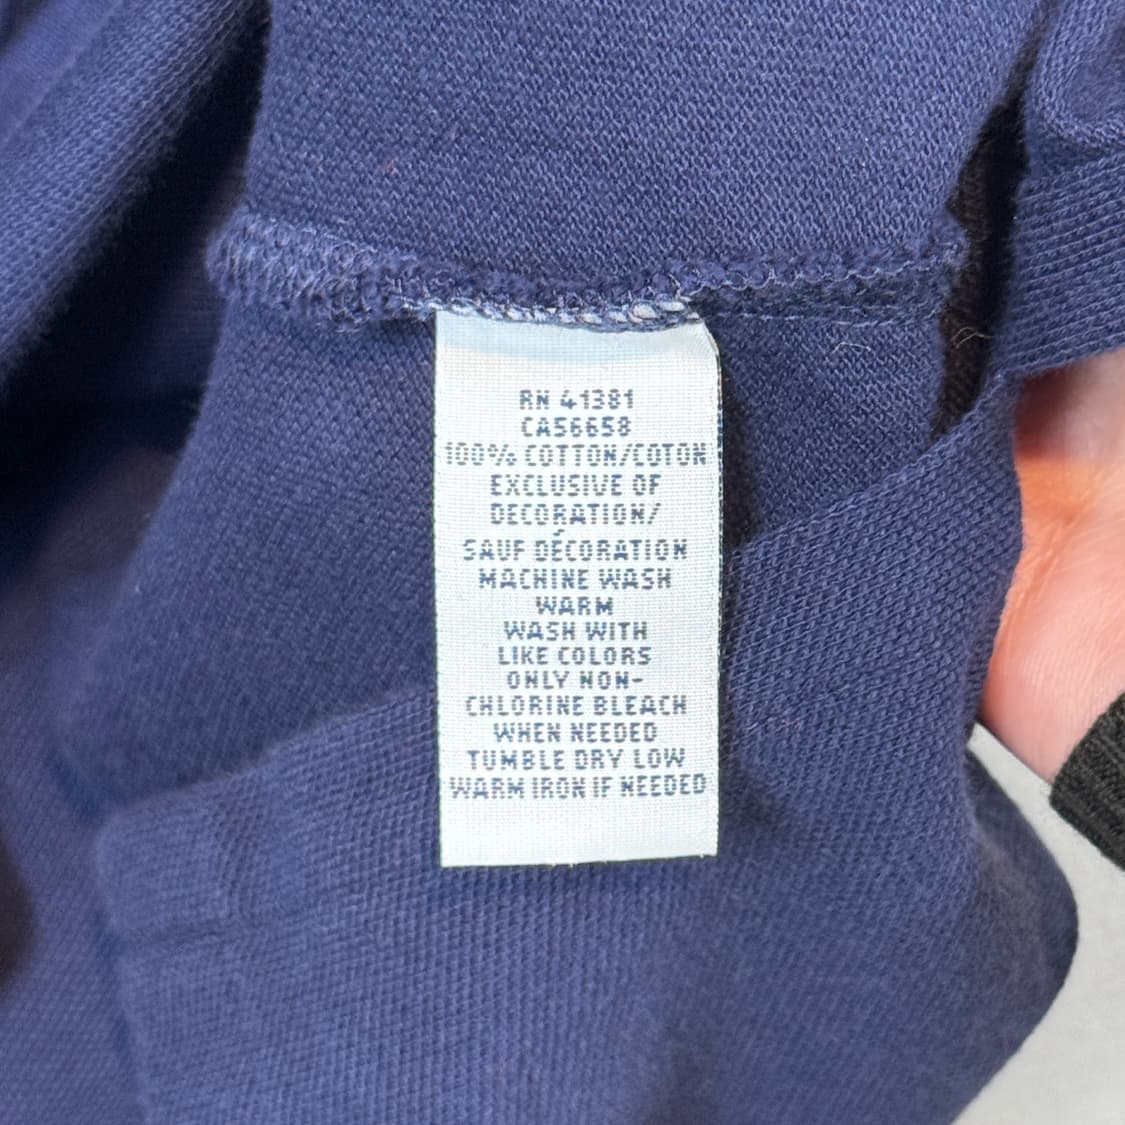 RN 41381
CA56658
100% COTTON/COTON
EXCLUSIVE OF
DECORATION/
SAUF DÉCORATION
MACHINE WASH
WARM
WASH WITH
LIKE COLORS
ONLY NON-
CHLORINE BLEACH
WHEN NEEDED
TUMBLE DRY LOW
WARM IRON IF NEEDED